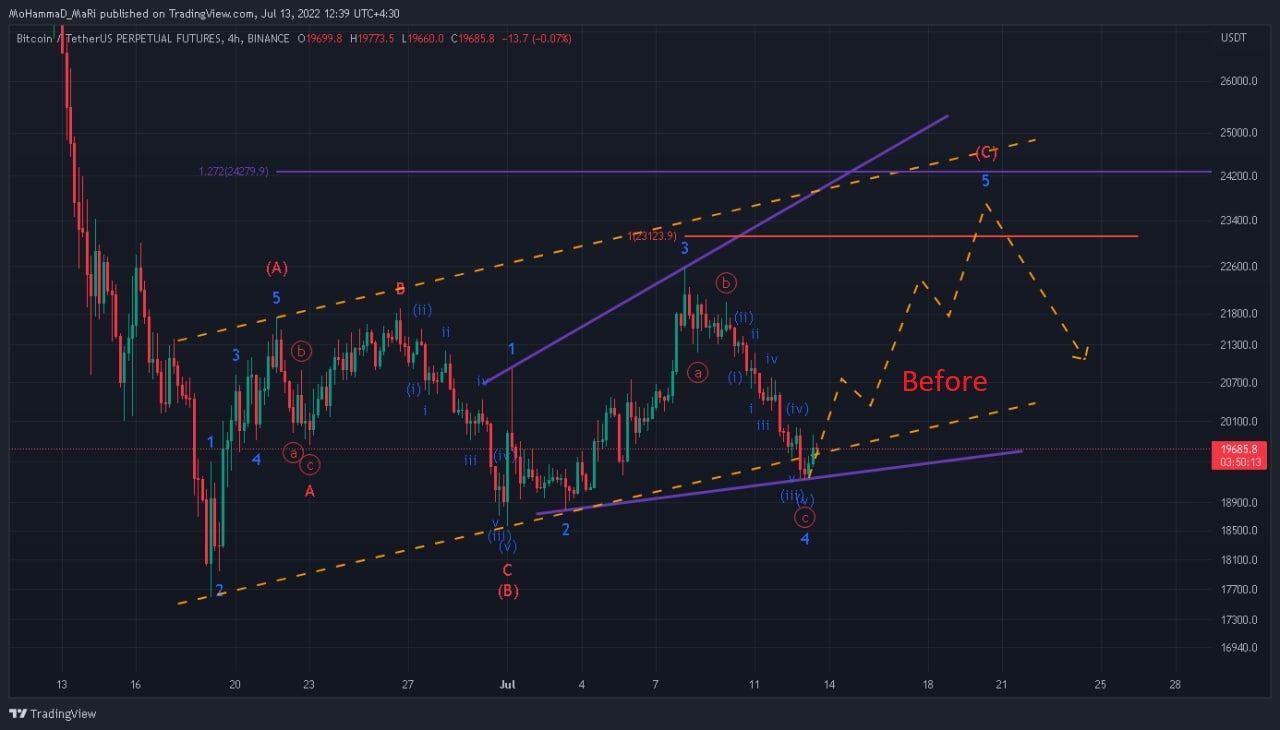 MoHammaD_MaRi published on TradingView.com, Jul 13, 2022 12:39 UTC+4:30
Bitcoin / TetherUS PERPETUAL FUTURES, 4h, BINANCE O19699.8 H19773.5 L19660.0 C19685.8 −13.7 (−0.07%)
USDT
26000.0
25000.0
(C)
1.272(24279.9)
24200.0
5
23400.0
1(23123.9)
3
(A)
22600.0
b
5
B
(ii)
21800.0
(ii)
ii
ii
1
b
3
21300.0
iv
a
iv
(i)
(i)
Before
20700.0
i
i
(iv)
iii
20100.0
1
4
a
c
iii
(iv)
19685.8
03:50:13
A
v
(iii)
(v)
18900.0
c
v
2
4
18500.0
(iii)
(v)
18100.0
C
2
(B)
17700.0
17300.0
16940.0
13 16 20 23 27 Jul 4 7 11 14 18 21 25 28
TradingView